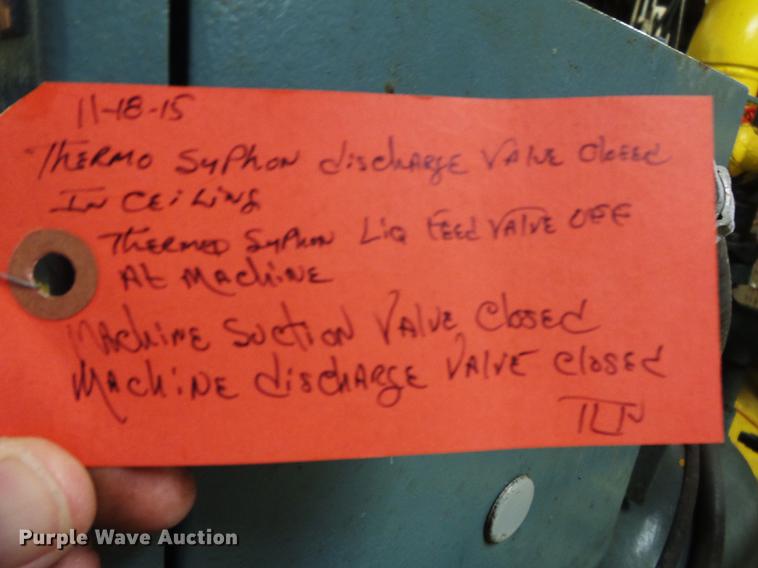 11-18-15
Thermo Syphon discharge Valve closed
In ceiling
Thermo Syphon Liq Feed Valve OFF
At Machine
Machine Suction Valve Closed
Machine discharge Valve closed
Purple Wave Auction